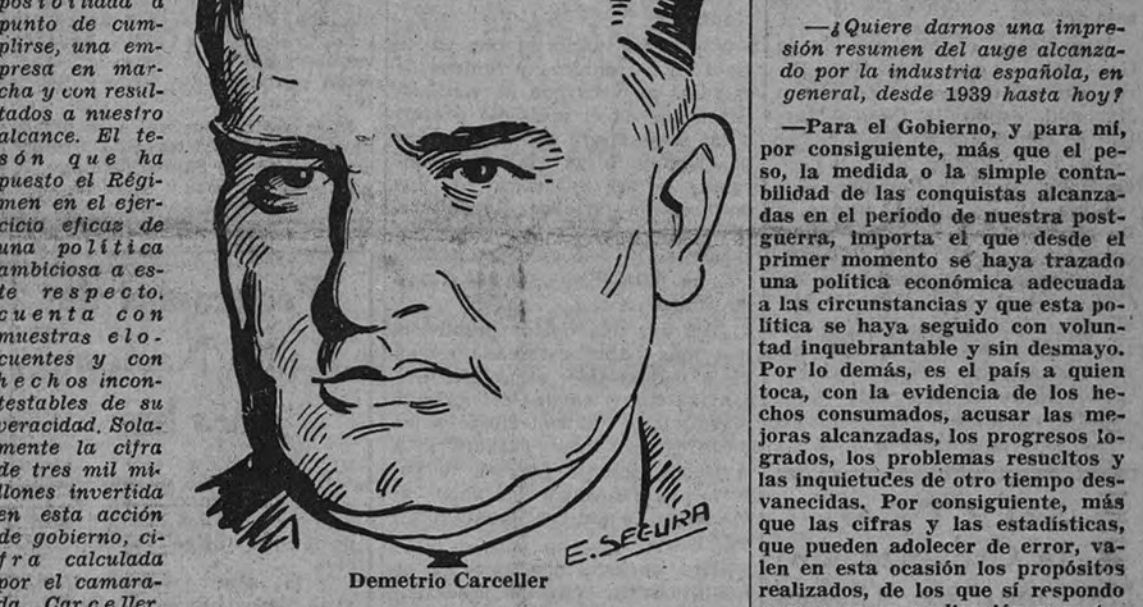 positilidad a
punto de cum-
plirse, una em-
presa en mar-
cha y con resul-
tados a nuestro
alcance. El te-
són que ha
puesto el Régi-
men en el ejer-
cicio eficaz de
una política
ambiciosa a es-
te respecto,
cuenta con
muestras elo-
cuentes y con
hechos incon-
testables de su
veracidad. Sola-
mente la cifra
de tres mil mi-
llones invertida
en esta acción
de gobierno, ci-
fra calculada
por el camara-
da Carceller,
E. SEGURA
Demetrio Carceller
—¿Quiere darnos una impre-
sión resumen del auge alcanza-
do por la industria española, en
general, desde 1939 hasta hoy?
—Para el Gobierno, y para mí,
por consiguiente, más que el pe-
so, la medida o la simple conta-
bilidad de las conquistas alcanza-
das en el período de nuestra post-
guerra, importa el que desde el
primer momento se haya trazado
una política económica adecuada
a las circunstancias y que esta po-
lítica se haya seguido con volun-
tad inquebrantable y sin desmayo.
Por lo demás, es el país a quien
toca, con la evidencia de los he-
chos consumados, acusar las me-
joras alcanzadas, los progresos lo-
grados, los problemas resueltos y
las inquietudes de otro tiempo des-
vanecidas. Por consiguiente, más
que las cifras y las estadísticas,
que pueden adolecer de error, va-
len en esta ocasión los propósitos
realizados, de los que sí respondo